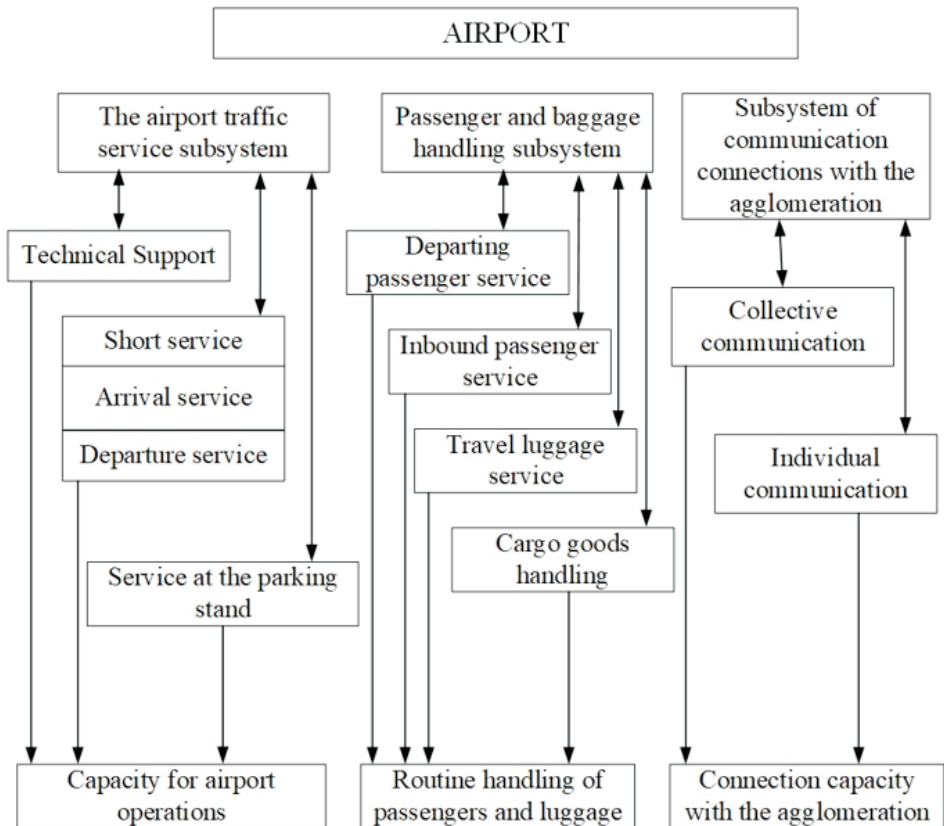 AIRPORT
The airport traffic
service subsystem
Passenger and baggage
handling subsystem
Subsystem of
communication
connections with the
agglomeration
Technical Support
Departing
passenger service
Collective
communication
Short service
Arrival service
Departure service
Inbound passenger
service
Travel luggage
service
Individual
communication
Cargo goods
handling
Service at the parking
stand
Capacity for airport
operations
Routine handling of
passengers and luggage
Connection capacity
with the agglomeration